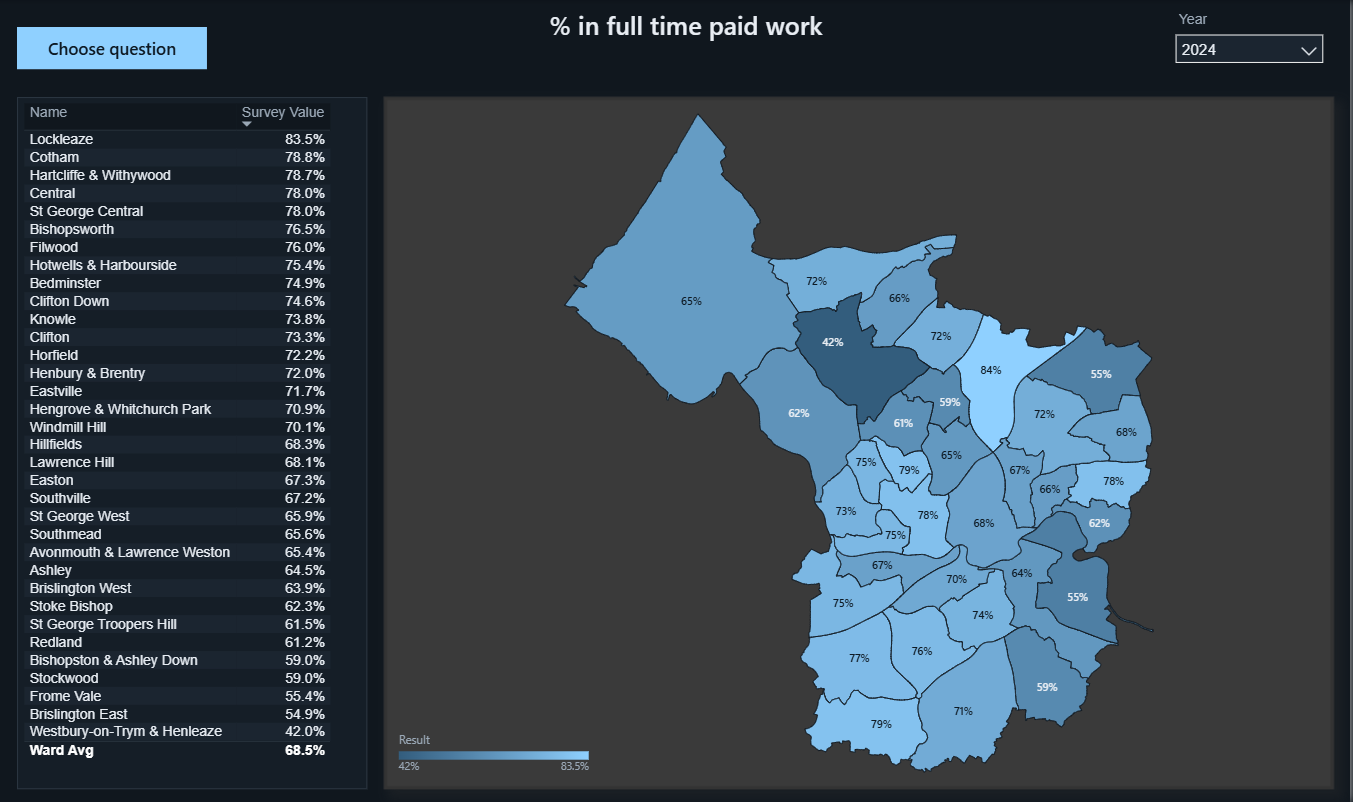 % in full time paid work
Year
Choose question
2024
Name Survey Value
Lockleaze 83.5%
Cotham 78.8%
Hartcliffe & Withywood 78.7%
Central 78.0%
St George Central 78.0%
Bishopsworth 76.5%
Filwood 76.0%
Hotwells & Harbourside 75.4%
Bedminster 74.9%
Clifton Down 74.6%
Knowle 73.8%
Clifton 73.3%
Horfield 72.2%
Henbury & Brentry 72.0%
Eastville 71.7%
Hengrove & Whitchurch Park 70.9%
Windmill Hill 70.1%
Hillfields 68.3%
Lawrence Hill 68.1%
Easton 67.3%
Southville 67.2%
St George West 65.9%
Southmead 65.6%
Avonmouth & Lawrence Weston 65.4%
Ashley 64.5%
Brislington West 63.9%
Stoke Bishop 62.3%
St George Troopers Hill 61.5%
Redland 61.2%
Bishopston & Ashley Down 59.0%
Stockwood 59.0%
Frome Vale 55.4%
Brislington East 54.9%
Westbury-on-Trym & Henleaze 42.0%
Ward Avg 68.5%
72%
65%
66%
72%
42%
84%
55%
59%
62%
72%
61%
68%
65%
75%
79%
67%
78%
66%
73%
78%
68%
62%
75%
67%
64%
70%
55%
75%
74%
76%
77%
59%
71%
79%
Result
42% 83.5%